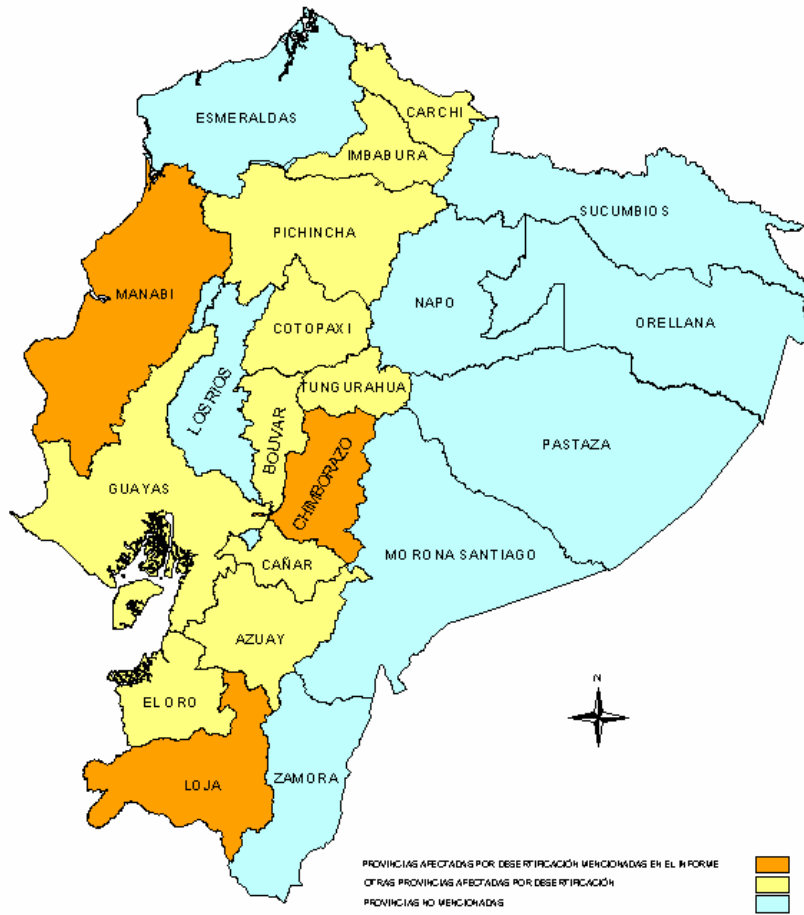 CARCHI
ESMERALDAS
IMBABURA
SUCUMBIOS
PICHINCHA
MANABI
NAPO
ORELLANA
COTOPAXI
LOS RIOS
TUNGURAHUA
BOLIVAR
PASTAZA
GUAYAS
CHIMBORAZO
MORONA SANTIAGO
CAÑAR
AZUAY
N
EL ORO
ZAMORA
LOJA
PROVINCIAS AFECTADAS POR DESERTIFICACIÓN MENCIONADAS EN EL INFORME
OTRAS PROVINCIAS AFECTADAS POR DESERTIFICACIÓN
PROVINCIAS NO MENCIONADAS